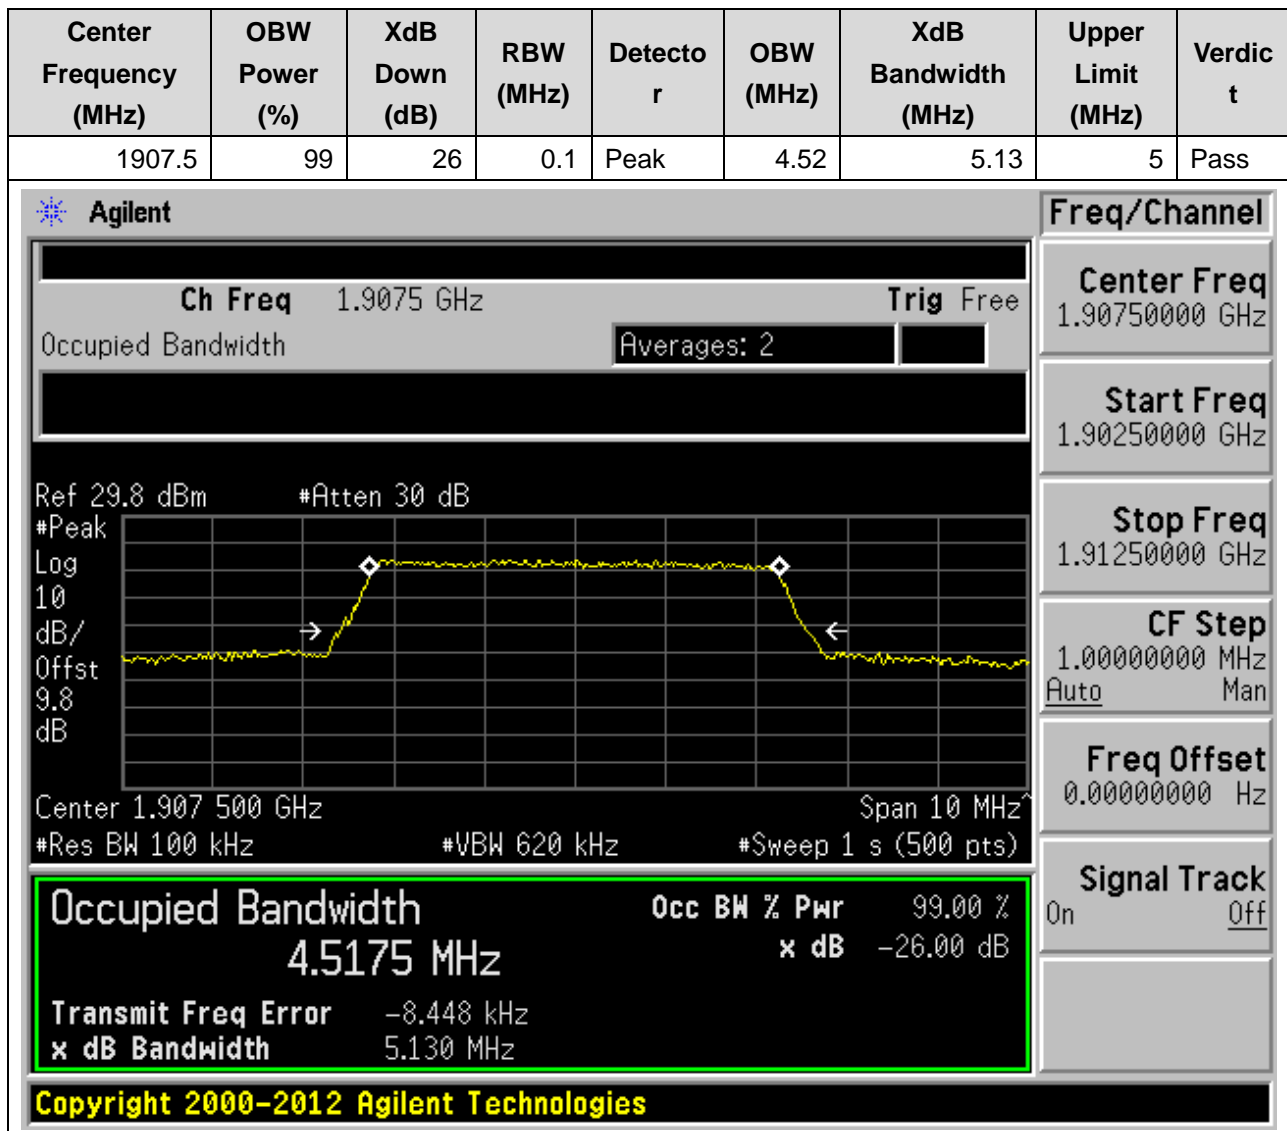 Center Frequency (MHz) OBW Power (%) XdB Down (dB) RBW (MHz) Detecto r OBW (MHz) XdB Bandwidth (MHz) Upper Limit (MHz) Verdic t
1907.5 99 26 0.1 Peak 4.52 5.13 5 Pass
Agilent
Freq/Channel
Ch Freq 1.9075 GHz Trig Free
Occupied Bandwidth Averages: 2
Center Freq
1.90750000 GHz
Start Freq
1.90250000 GHz
Stop Freq
1.91250000 GHz
CF Step
1.00000000 MHz
Auto Man
Freq Offset
0.00000000 Hz
Signal Track
On Off
Ref 29.8 dBm #Atten 30 dB
#Peak
Log
10
dB/
Offst
9.8
dB
Center 1.907 500 GHz Span 10 MHz^
#Res BW 100 kHz #VBW 620 kHz #Sweep 1 s (500 pts)
Occupied Bandwidth Occ BW % Pwr 99.00 %
4.5175 MHz x dB -26.00 dB
Transmit Freq Error -8.448 kHz
x dB Bandwidth 5.130 MHz
Copyright 2000-2012 Agilent Technologies